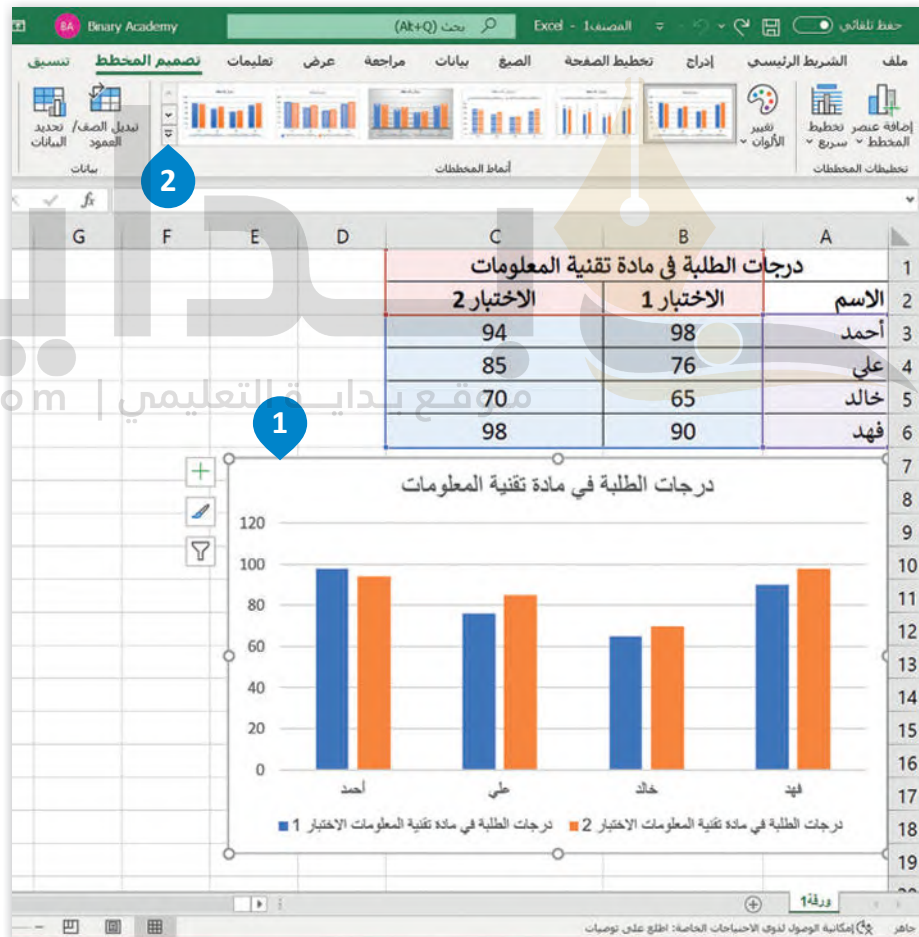 حفظ تلقائي المصنف1 - Excel بحث (Alt+Q) Binary Academy BA
ملف الشريط الرئيسي إدراج تخطيط الصفحة الصيغ بيانات مراجعة عرض تعليمات تصميم المخطط تنسيق
إضافة عنصر المخطط تخطيط سريع تغيير الألوان تبديل الصف/ العمود تحديد البيانات
تخطيطات المخططات أنماط المخططات بيانات
2
fx
A B C D E F G
1 درجات الطلبة في مادة تقنية المعلومات
2 الاسم الاختبار 1 الاختبار 2
3 أحمد 98 94
4 علي 76 85
5 خالد 65 70
6 فهد 90 98
موقع بداية التعليمي | om
1
7
8
9
10
11
12
13
14
15
16
17
18
19
درجات الطلبة في مادة تقنية المعلومات
120
100
80
60
40
20
0
أحمد علي خالد فهد
درجات الطلبة في مادة تقنية المعلومات الاختبار 1 درجات الطلبة في مادة تقنية المعلومات الاختبار 2
ورقة1
جاهز إمكانية الوصول لذوي الاحتياجات الخاصة: اطلع على توصيات